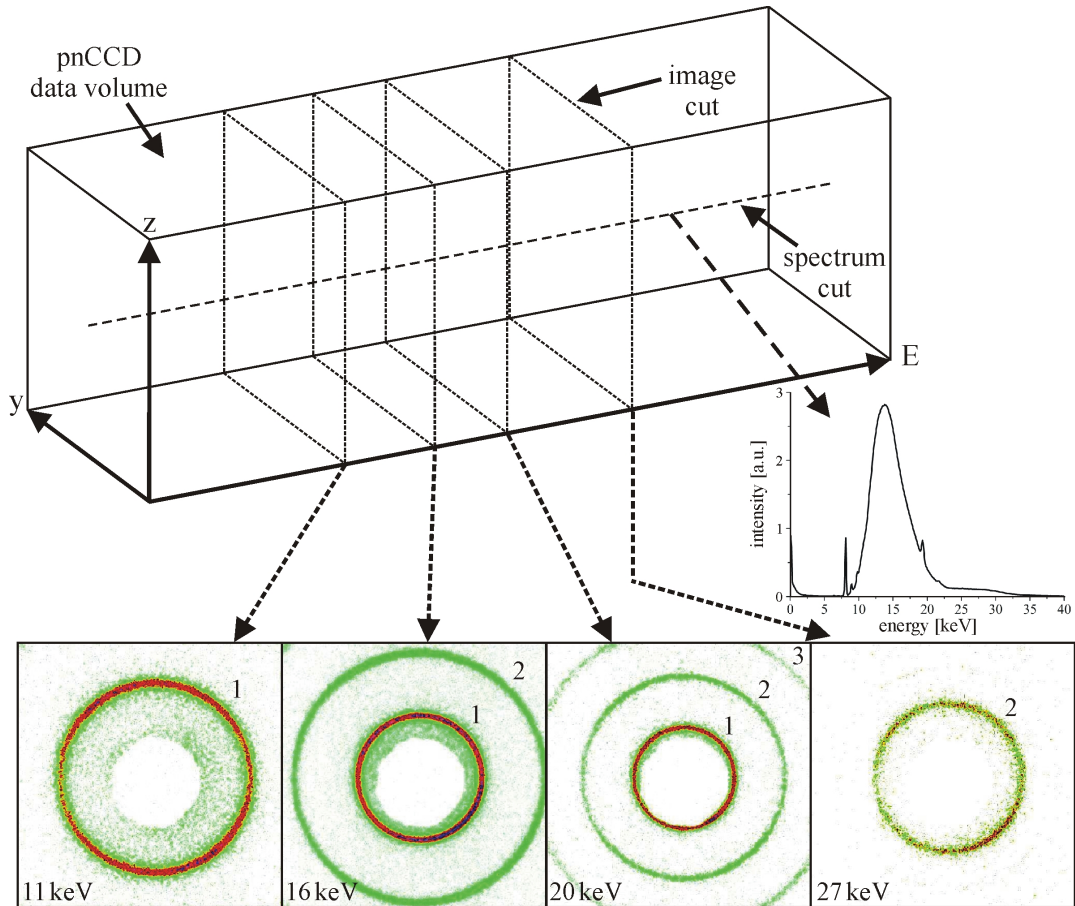 pnCCD
data volume
image
cut
z
spectrum
cut
E
y
3
2
1
0
intensity [a.u.]
0 5 10 15 20 25 30 35 40
energy [keV]
1
11 keV
2
1
16 keV
3
2
1
20 keV
2
27 keV